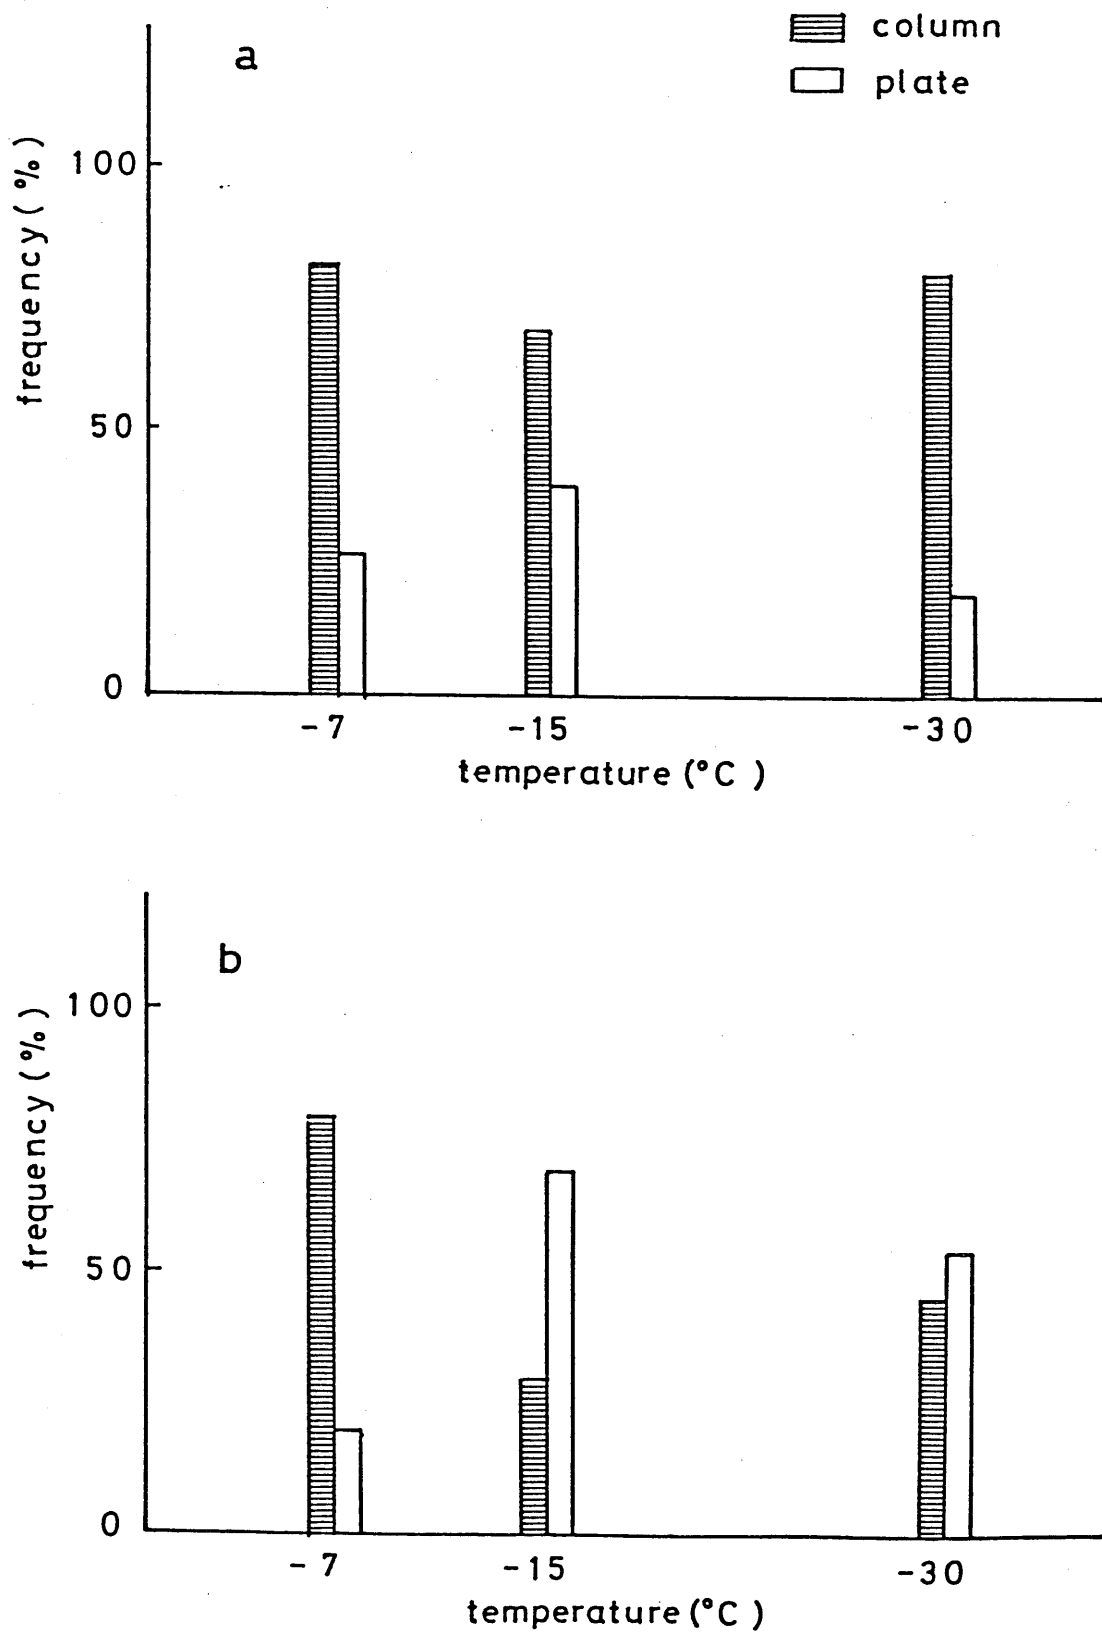 a
column
plate
frequency (%)
100
50
0
-7 -15 -30
temperature (°C)
b
frequency (%)
100
50
0
-7 -15 -30
temperature (°C)